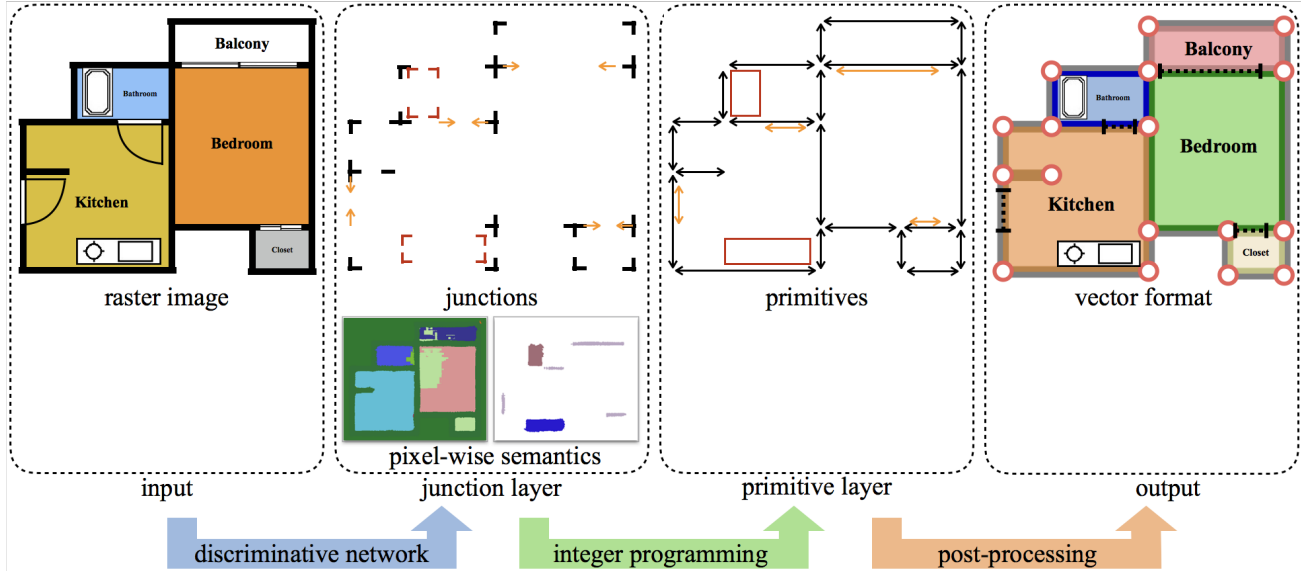 Balcony
Bathroom
Bedroom
Kitchen
Closet
raster image
junctions
pixel-wise semantics
primitives
Balcony
Bathroom
Bedroom
Kitchen
Closet
vector format
input
junction layer
primitive layer
output
discriminative network
integer programming
post-processing